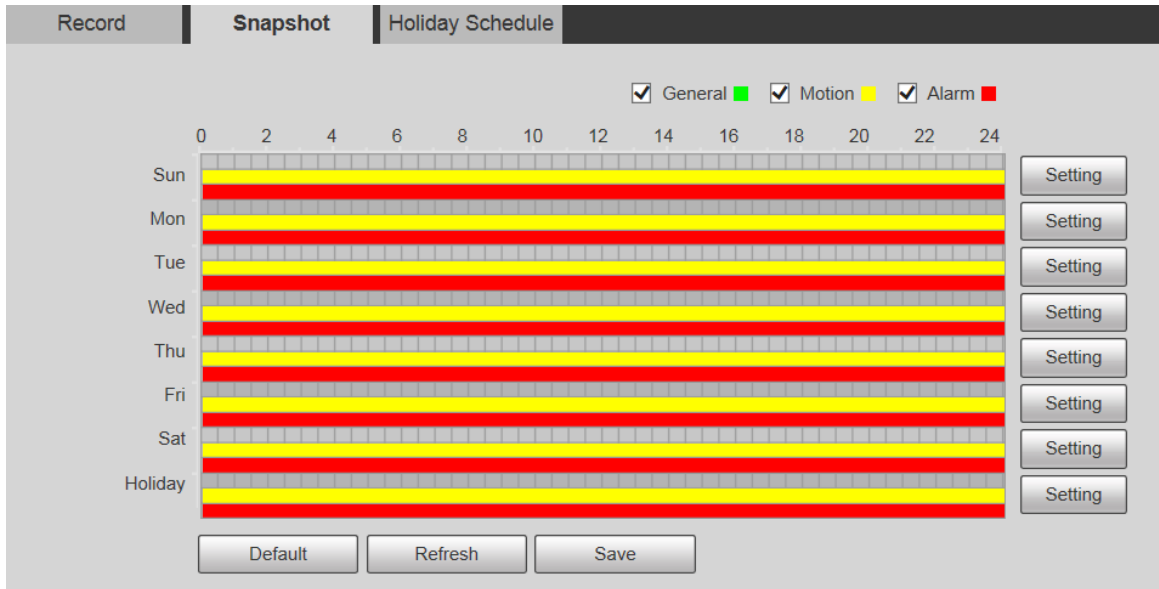 Record Snapshot Holiday Schedule
General Motion Alarm
0 2 4 6 8 10 12 14 16 18 20 22 24
Sun Setting
Mon Setting
Tue Setting
Wed Setting
Thu Setting
Fri Setting
Sat Setting
Holiday Setting
Default Refresh Save